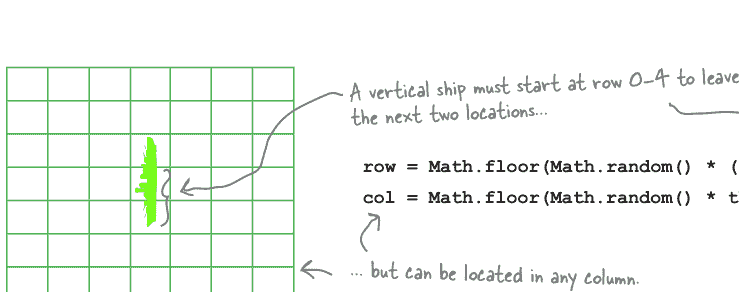 A vertical ship must start at row 0–4 to leave
the next two locations...
row = Math.floor(Math.random() * (
col = Math.floor(Math.random() * t
... but can be located in any column.